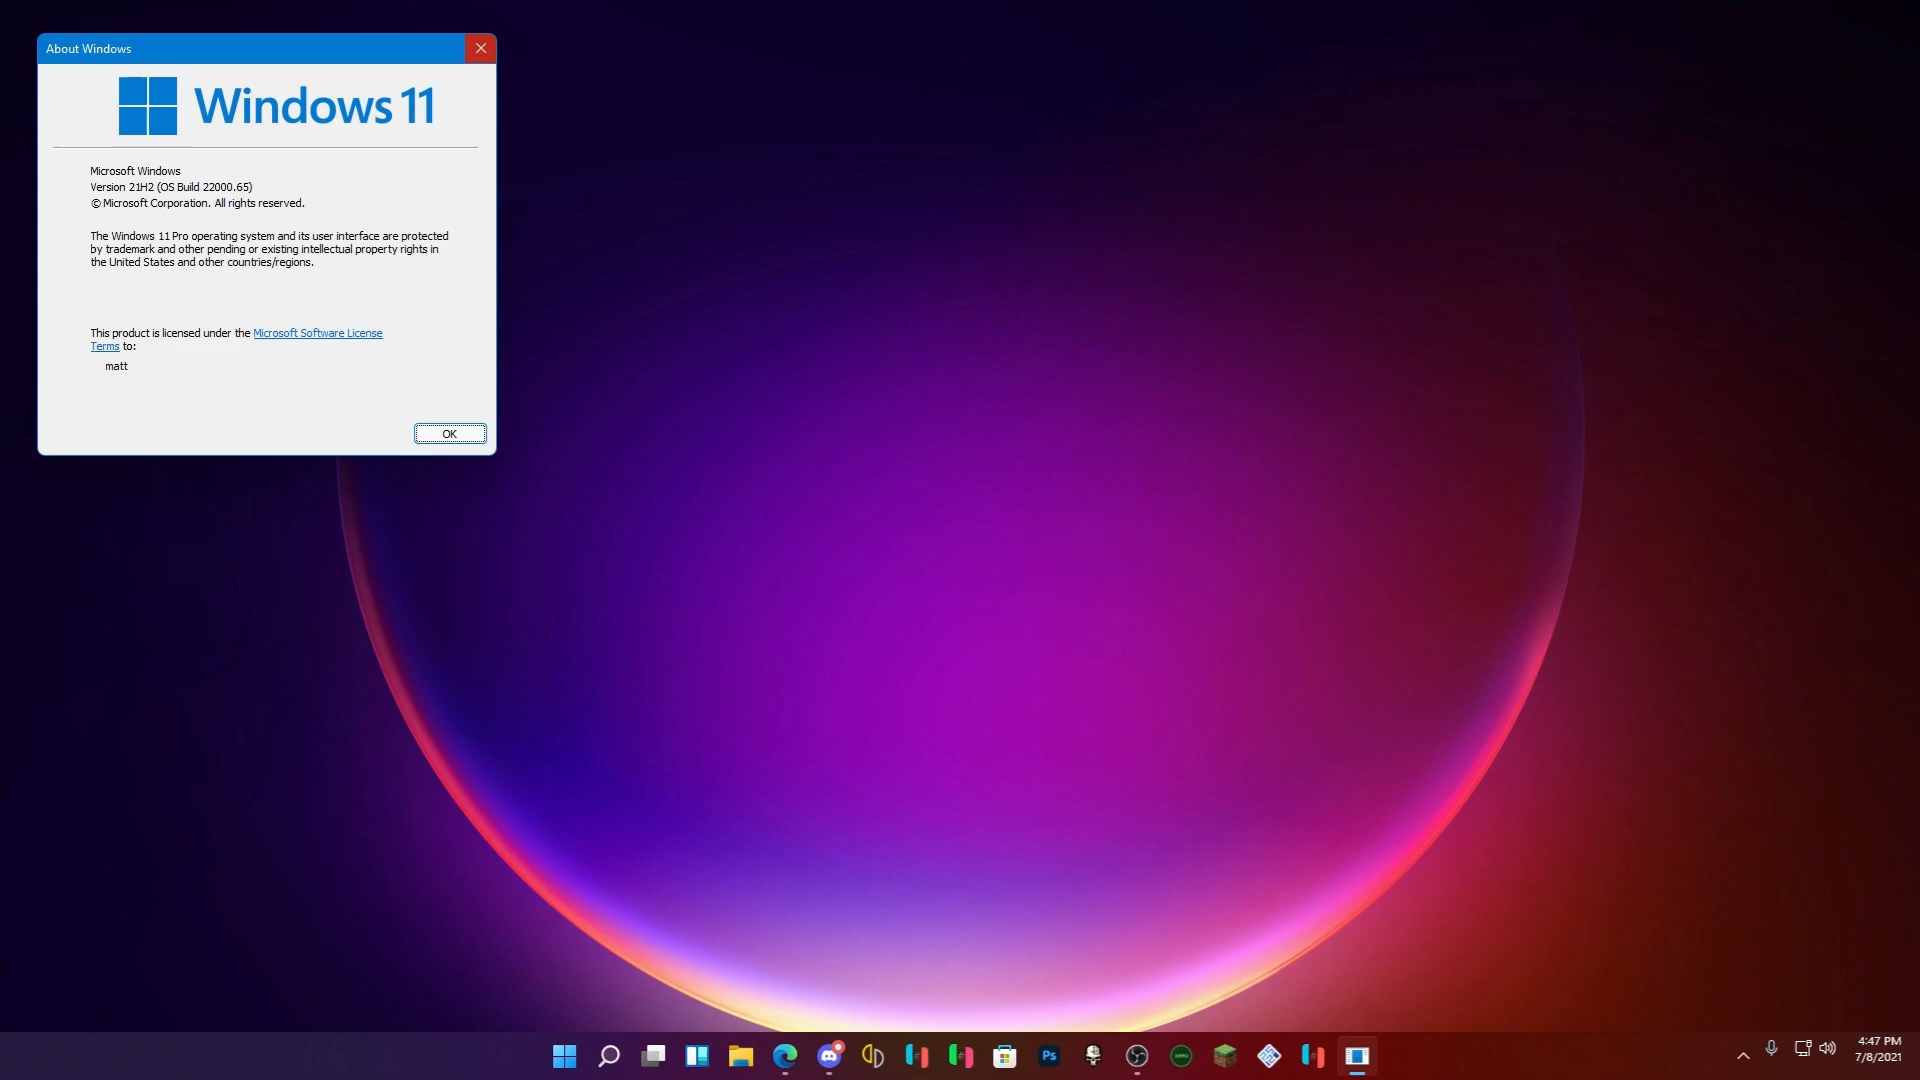 About Windows
Windows 11
Microsoft Windows
Version 21H2 (OS Build 22000.65)
© Microsoft Corporation. All rights reserved.
The Windows 11 Pro operating system and its user interface are protected
by trademark and other pending or existing intellectual property rights in
the United States and other countries/regions.
This product is licensed under the Microsoft Software License
Terms to:
matt
OK
Ps
4:47 PM
7/8/2021